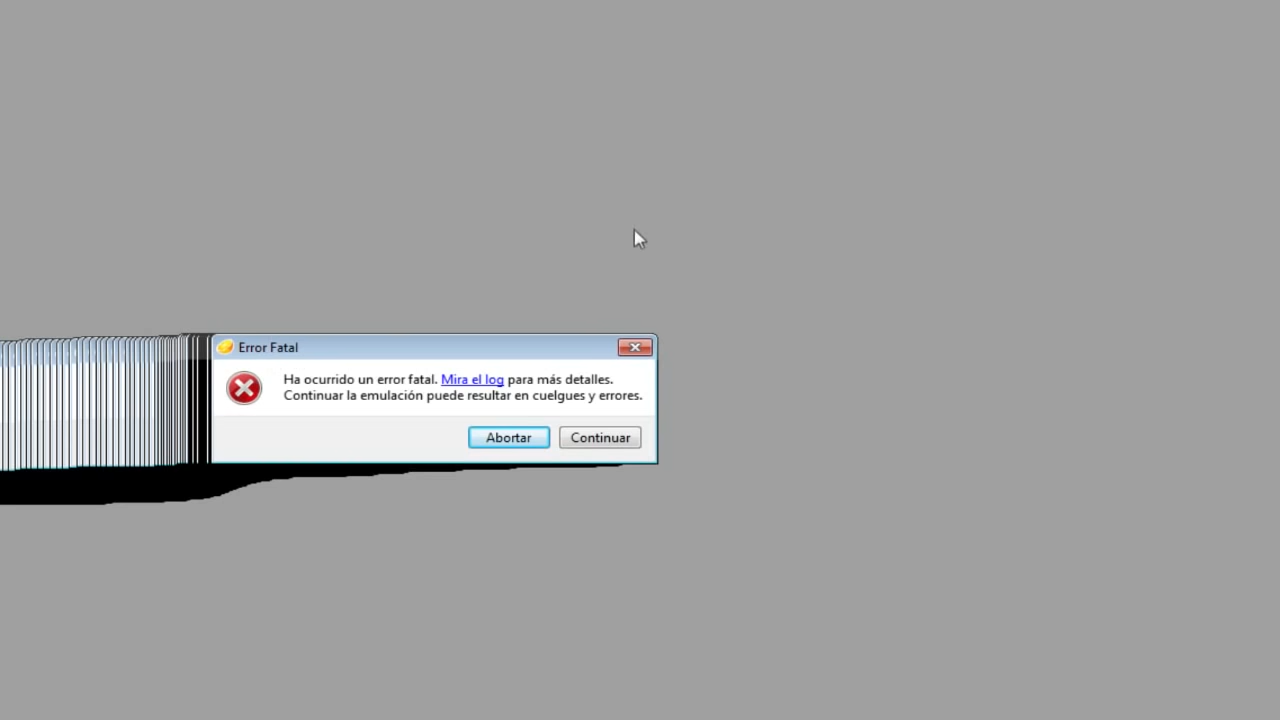 Error Fatal
Ha ocurrido un error fatal. Mira el log para más detalles.
Continuar la emulación puede resultar en cuelgues y errores.
Abortar Continuar